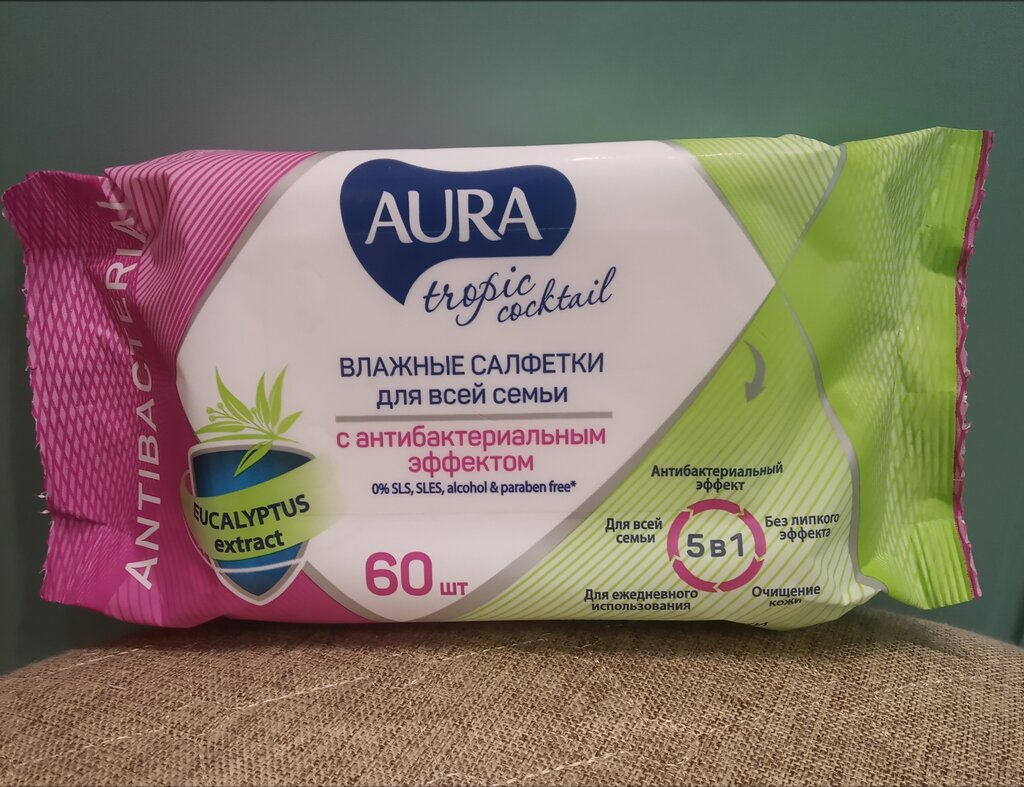 ANTIBACTERIAL
AURA
tropic
cocktail
ВЛАЖНЫЕ САЛФЕТКИ
ДЛЯ ВСЕЙ СЕМЬИ
С АНТИБАКТЕРИАЛЬНЫМ
ЭФФЕКТОМ
0% SLS, SLES, alcohol & paraben free*
EUCALYPTUS
extract
60 ШТ
Антибактериальный
эффект
Для всей
семьи
5 в 1
Без липкого
эффекта
Для ежедневного
использования
Очищение
кожи